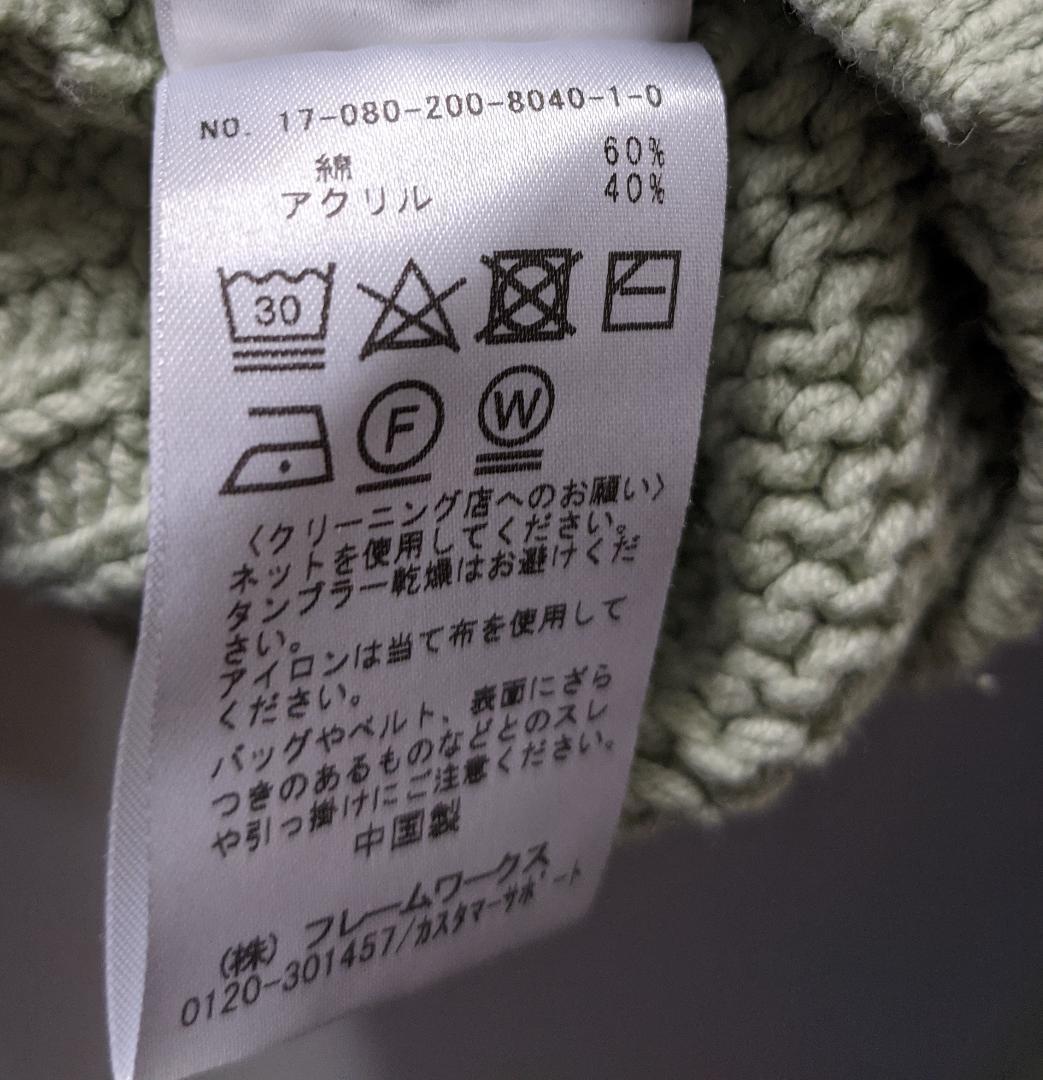 NO. 17-080-200-8040-1-0
綿 60%
アクリル 40%
30
F W
〈クリーニング店へのお願い〉
ネットを使用してください。
タンブラー乾燥はお避けくだ
さい。
アイロンは当て布を使用して
ください。
バッグやベルト、表面にざら
つきのあるものなどとのスレ
や引っ掛けにご注意ください。
中国製
(株) フレームワークス
0120-301457/カスタマーサポート